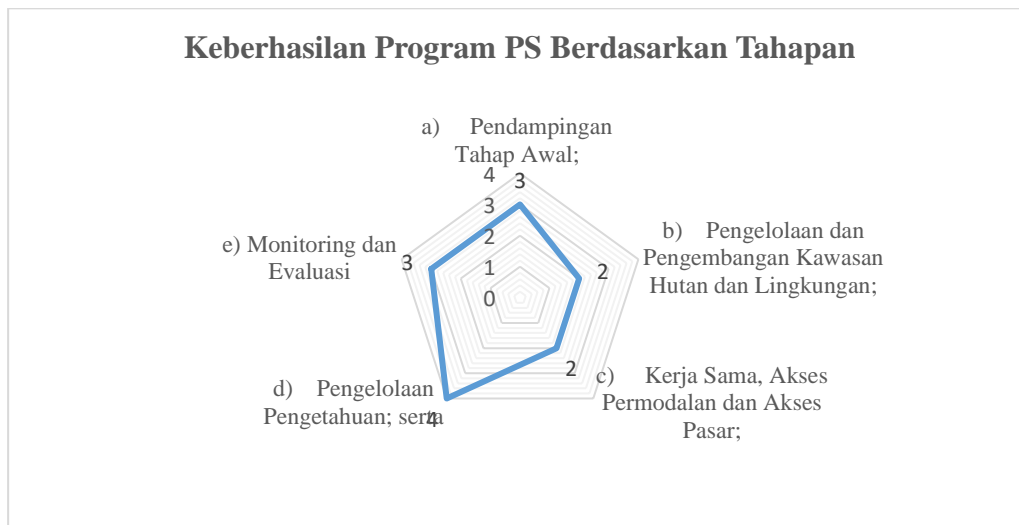 Keberhasilan Program PS Berdasarkan Tahapan
a) Pendampingan
Tahap Awal;
4
3
3
2
1
0
b) Pengelolaan dan
Pengembangan Kawasan
Hutan dan Lingkungan;
2
c) Kerja Sama, Akses
Permodalan dan Akses
Pasar;
2
d) Pengelolaan
Pengetahuan; serta
4
e) Monitoring dan
Evaluasi
3